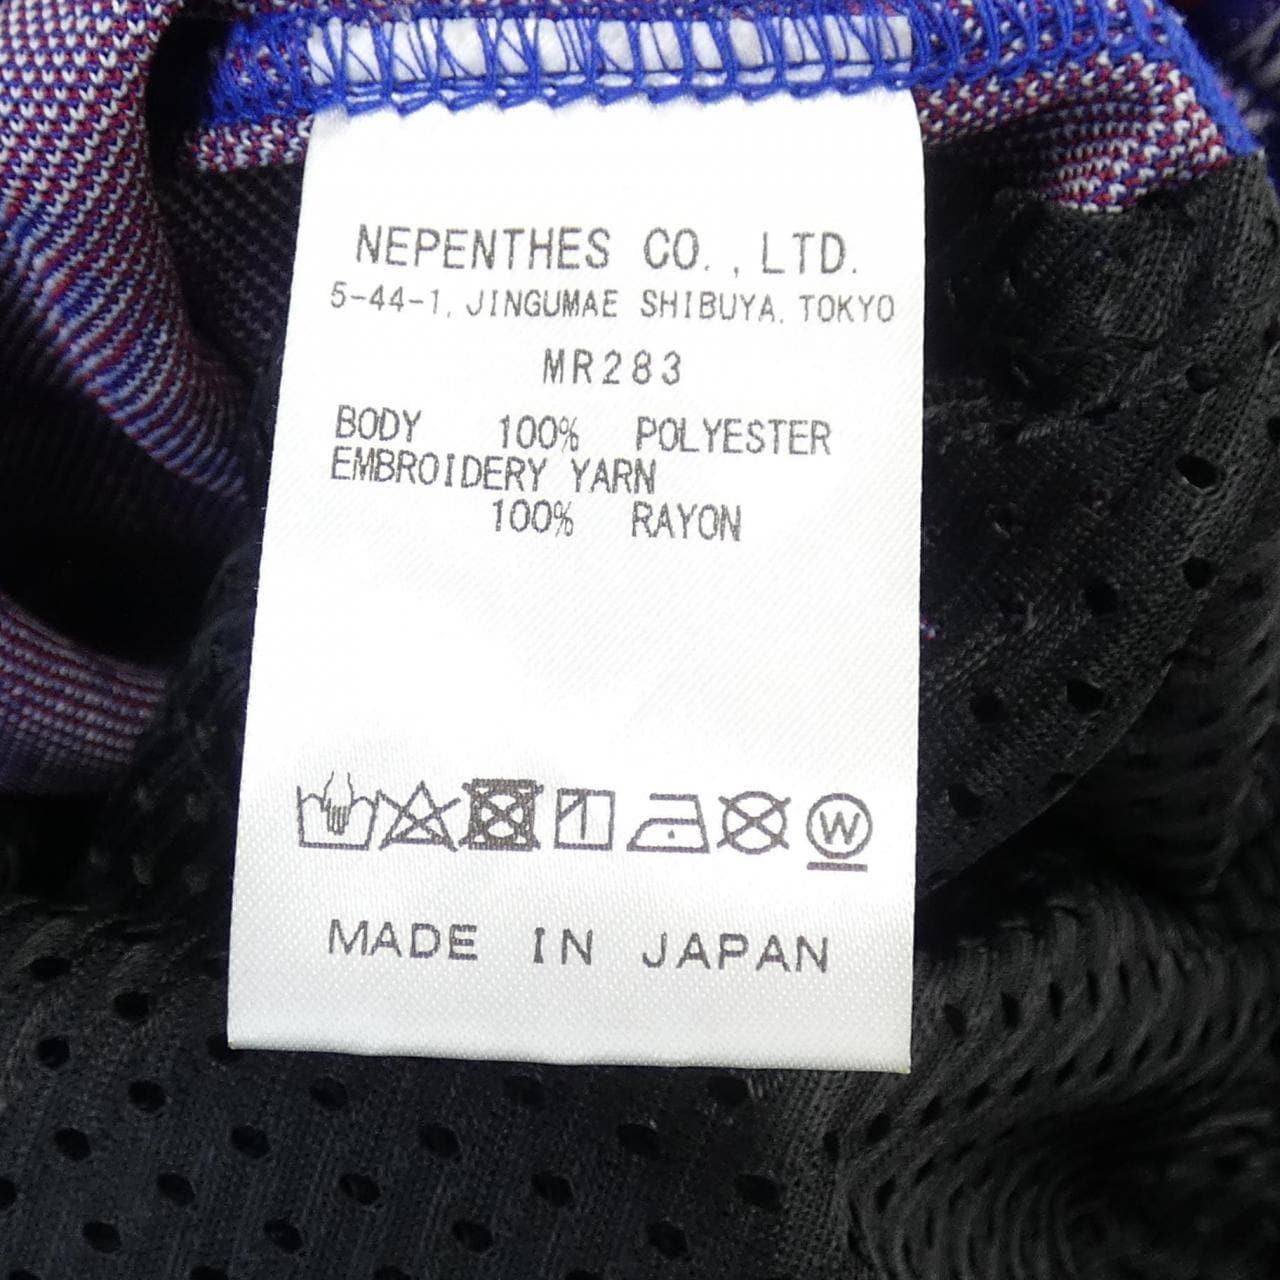 NEPENTHES CO., LTD.
5-44-1, JINGUMAE SHIBUYA, TOKYO
MR283
BODY 100% POLYESTER
EMBROIDERY YARN
100% RAYON
W
MADE IN JAPAN